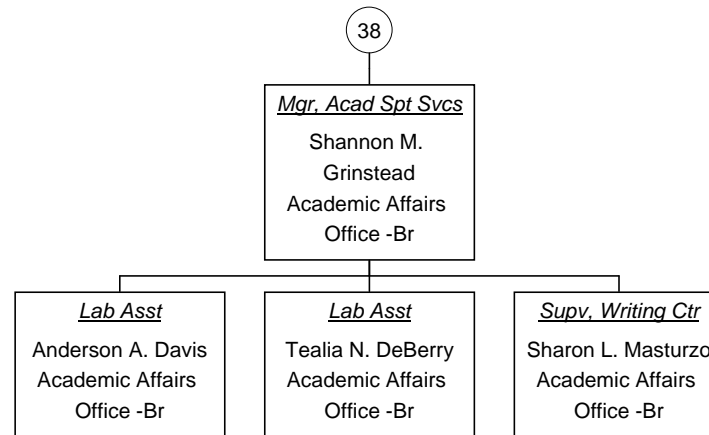 38
Mgr, Acad Spt Svcs
Shannon M.
Grinstead
Academic Affairs
Office -Br
Lab Asst
Anderson A. Davis
Academic Affairs
Office -Br
Lab Asst
Tealia N. DeBerry
Academic Affairs
Office -Br
Supv, Writing Ctr
Sharon L. Masturzo
Academic Affairs
Office -Br